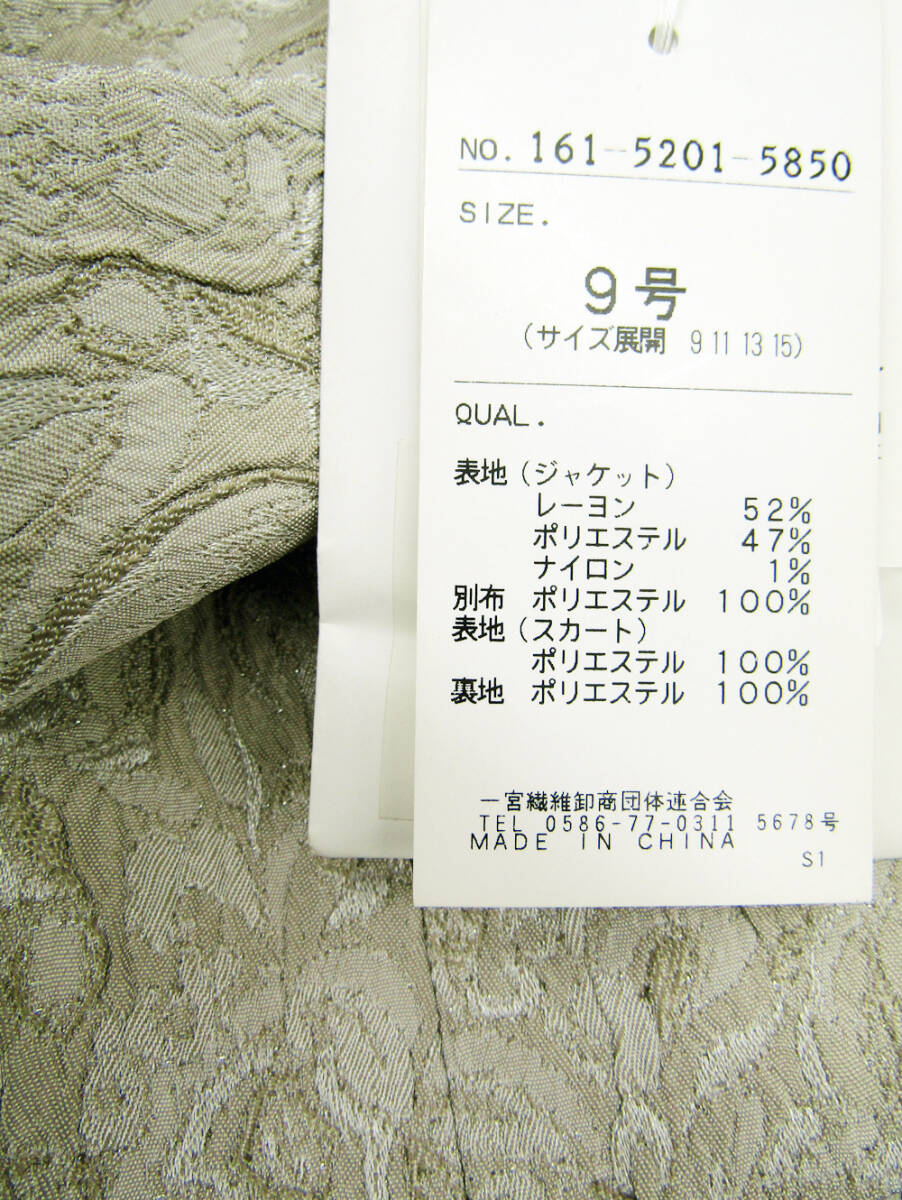 NO. 161-5201-5850
SIZE.
9号
(サイズ展開 9 11 13 15)
QUAL.
表地(ジャケット)
レーヨン 52%
ポリエステル 47%
ナイロン 1%
別布 ポリエステル 100%
表地(スカート)
ポリエステル 100%
裏地 ポリエステル 100%
一宮繊維卸商団体連合会
TEL 0586-77-0311 5678号
MADE IN CHINA
S1